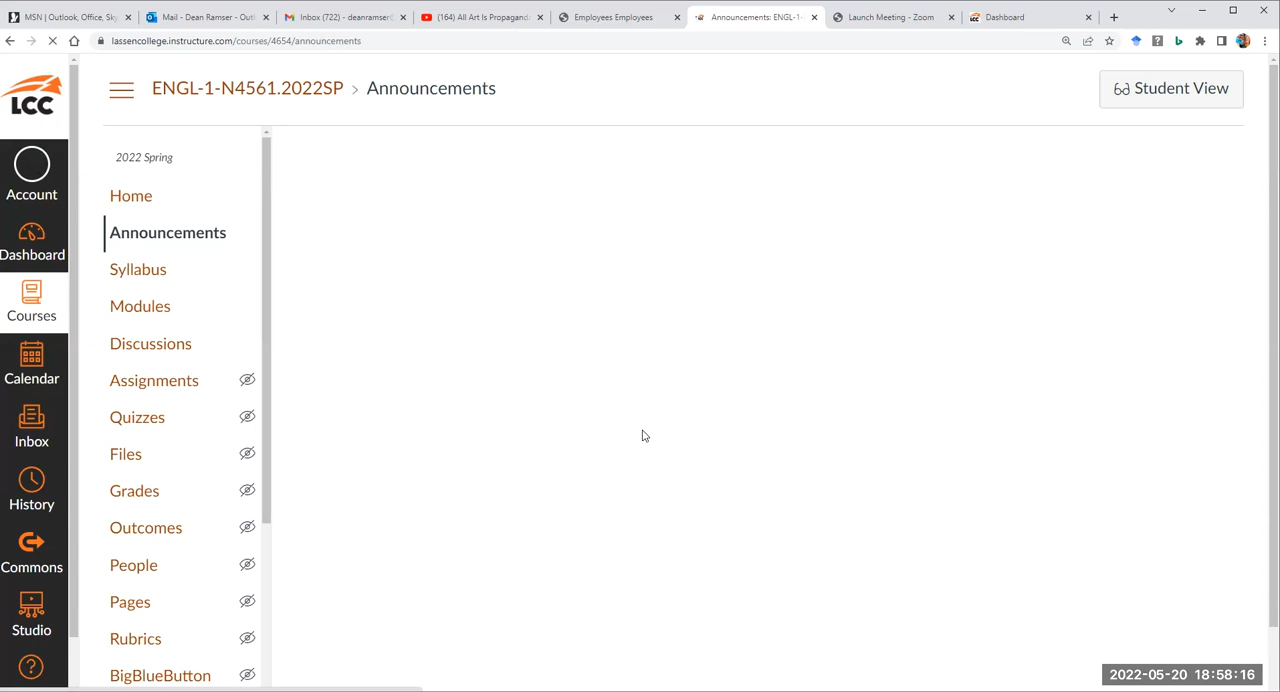 MSN | Outlook, Office, Sky
Mail - Dean Ramser - Out
Inbox (722) - deanramser
(164) All Art Is Propagand
Employees Employees
Announcements: ENGL-1-
Launch Meeting - Zoom
Dashboard
lassencollege.instructure.com/courses/4654/announcements
LCC
ENGL-1-N4561.2022SP > Announcements
Student View
2022 Spring
Home
Announcements
Syllabus
Modules
Discussions
Assignments
Quizzes
Files
Grades
Outcomes
People
Pages
Rubrics
BigBlueButton
Account
Dashboard
Courses
Calendar
Inbox
History
Commons
Studio
2022-05-20 18:58:16